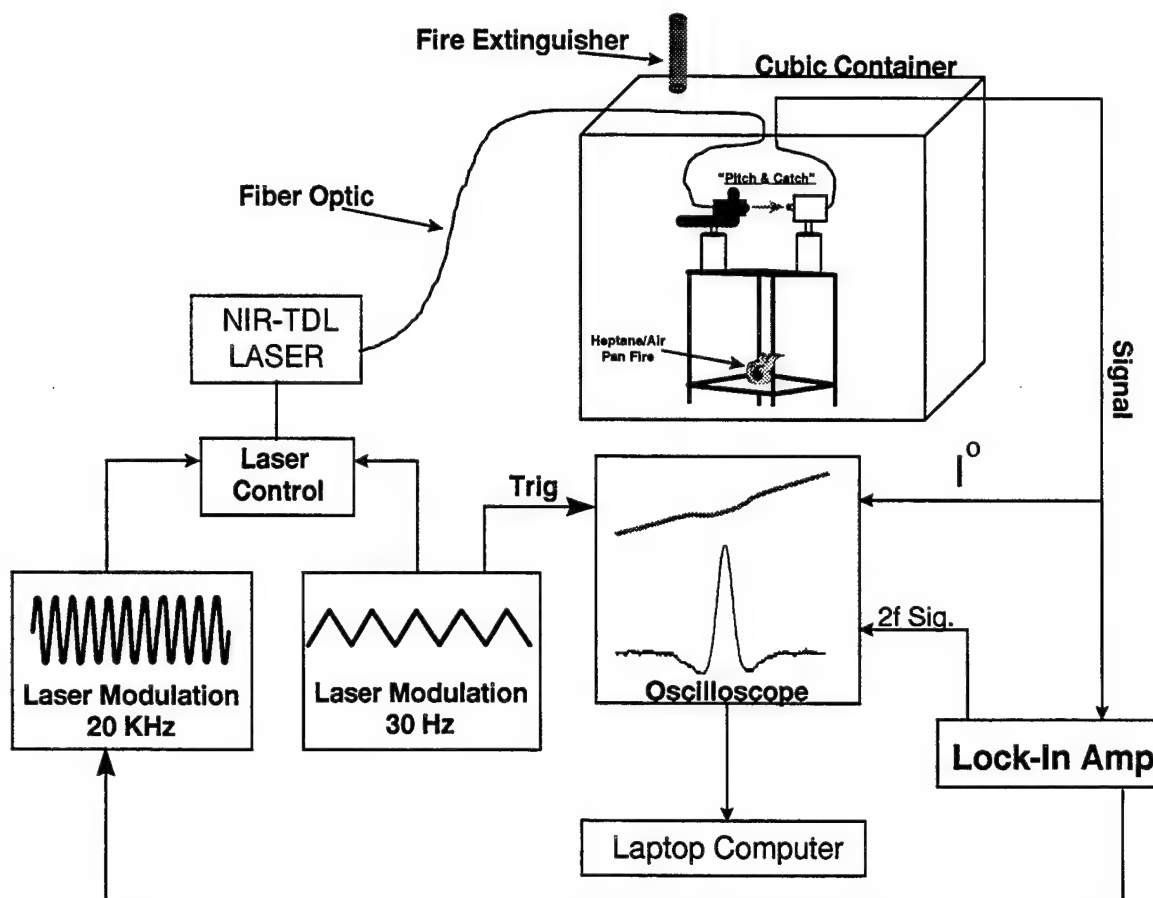 Fire Extinguisher
Cubic Container
"Pitch & Catch"
Fiber Optic
NIR-TDL
LASER
Heptane/Air
Pan Fire
Signal
Laser
Control
Trig
I°
2f Sig.
Laser Modulation
20 KHz
Laser Modulation
30 Hz
Oscilloscope
Lock-In Amp
Laptop Computer